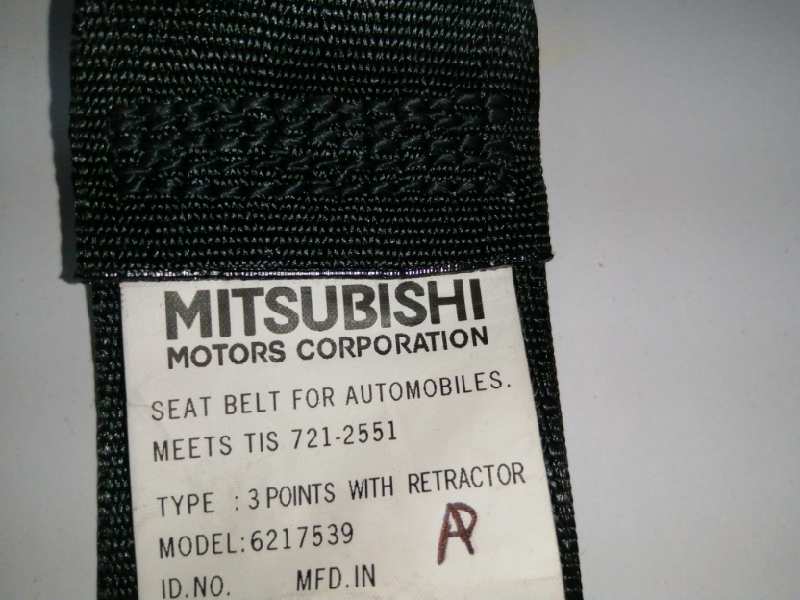 MITSUBISHI
MOTORS CORPORATION
SEAT BELT FOR AUTOMOBILES.
MEETS TIS 721-2551
TYPE : 3 POINTS WITH RETRACTOR
MODEL:6217539
AP
ID.NO. MFD.IN